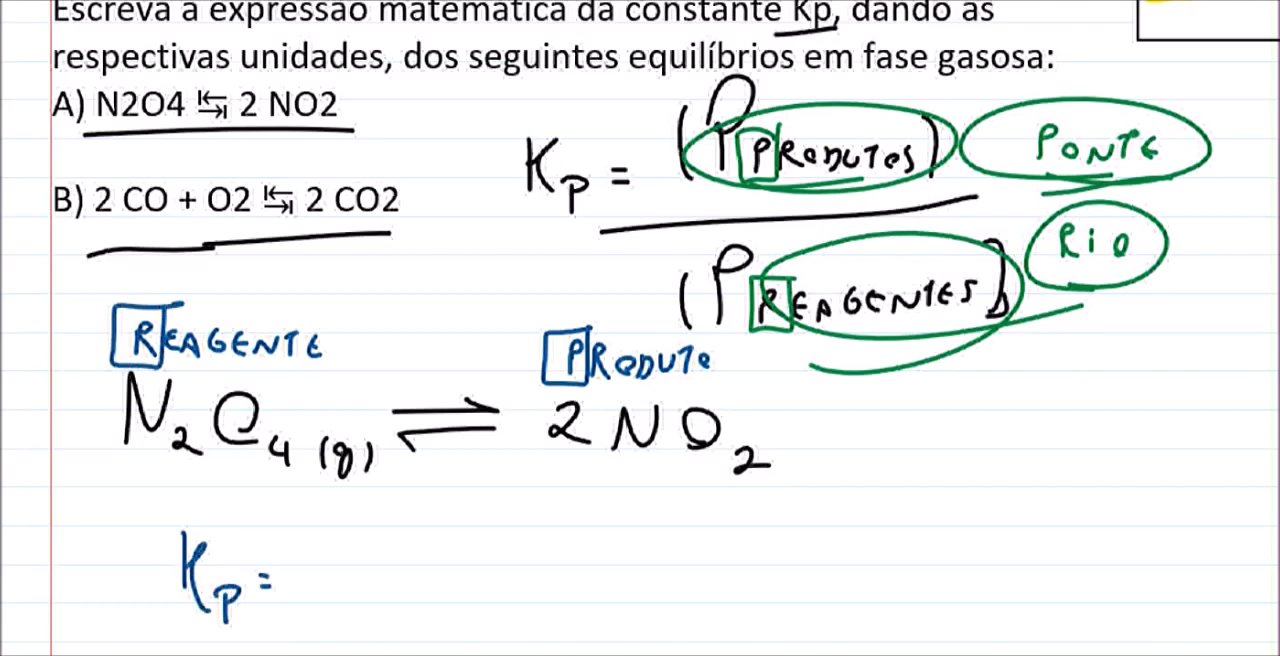 Escreva a expressão matemática da constante Kp, dando as
respectivas unidades, dos seguintes equilíbrios em fase gasosa:
A) N2O4 ⇆ 2 NO2
B) 2 CO + O2 ⇆ 2 CO2
Kp = (P PRODUTOS) PONTE
(P REAGENTES) RiO
REAGENTE PRODUTO
N2O4 (g) ⇌ 2 NO2
Kp =